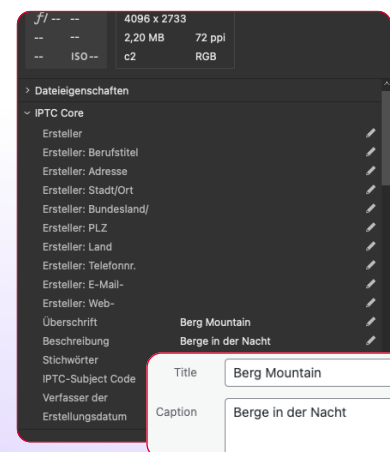 ƒ/ -- --
4096 x 2733
-- --
2,20 MB 72 ppi
-- ISO --
c2 RGB
Dateieigenschaften
IPTC Core
Ersteller
Ersteller: Berufstitel
Ersteller: Adresse
Ersteller: Stadt/Ort
Ersteller: Bundesland/
Ersteller: PLZ
Ersteller: Land
Ersteller: Telefonnr.
Ersteller: E-Mail-
Ersteller: Web-
Überschrift Berg Mountain
Beschreibung Berge in der Nacht
Stichwörter
IPTC-Subject Code
Verfasser der
Erstellungsdatum
Title Berg Mountain
Caption Berge in der Nacht